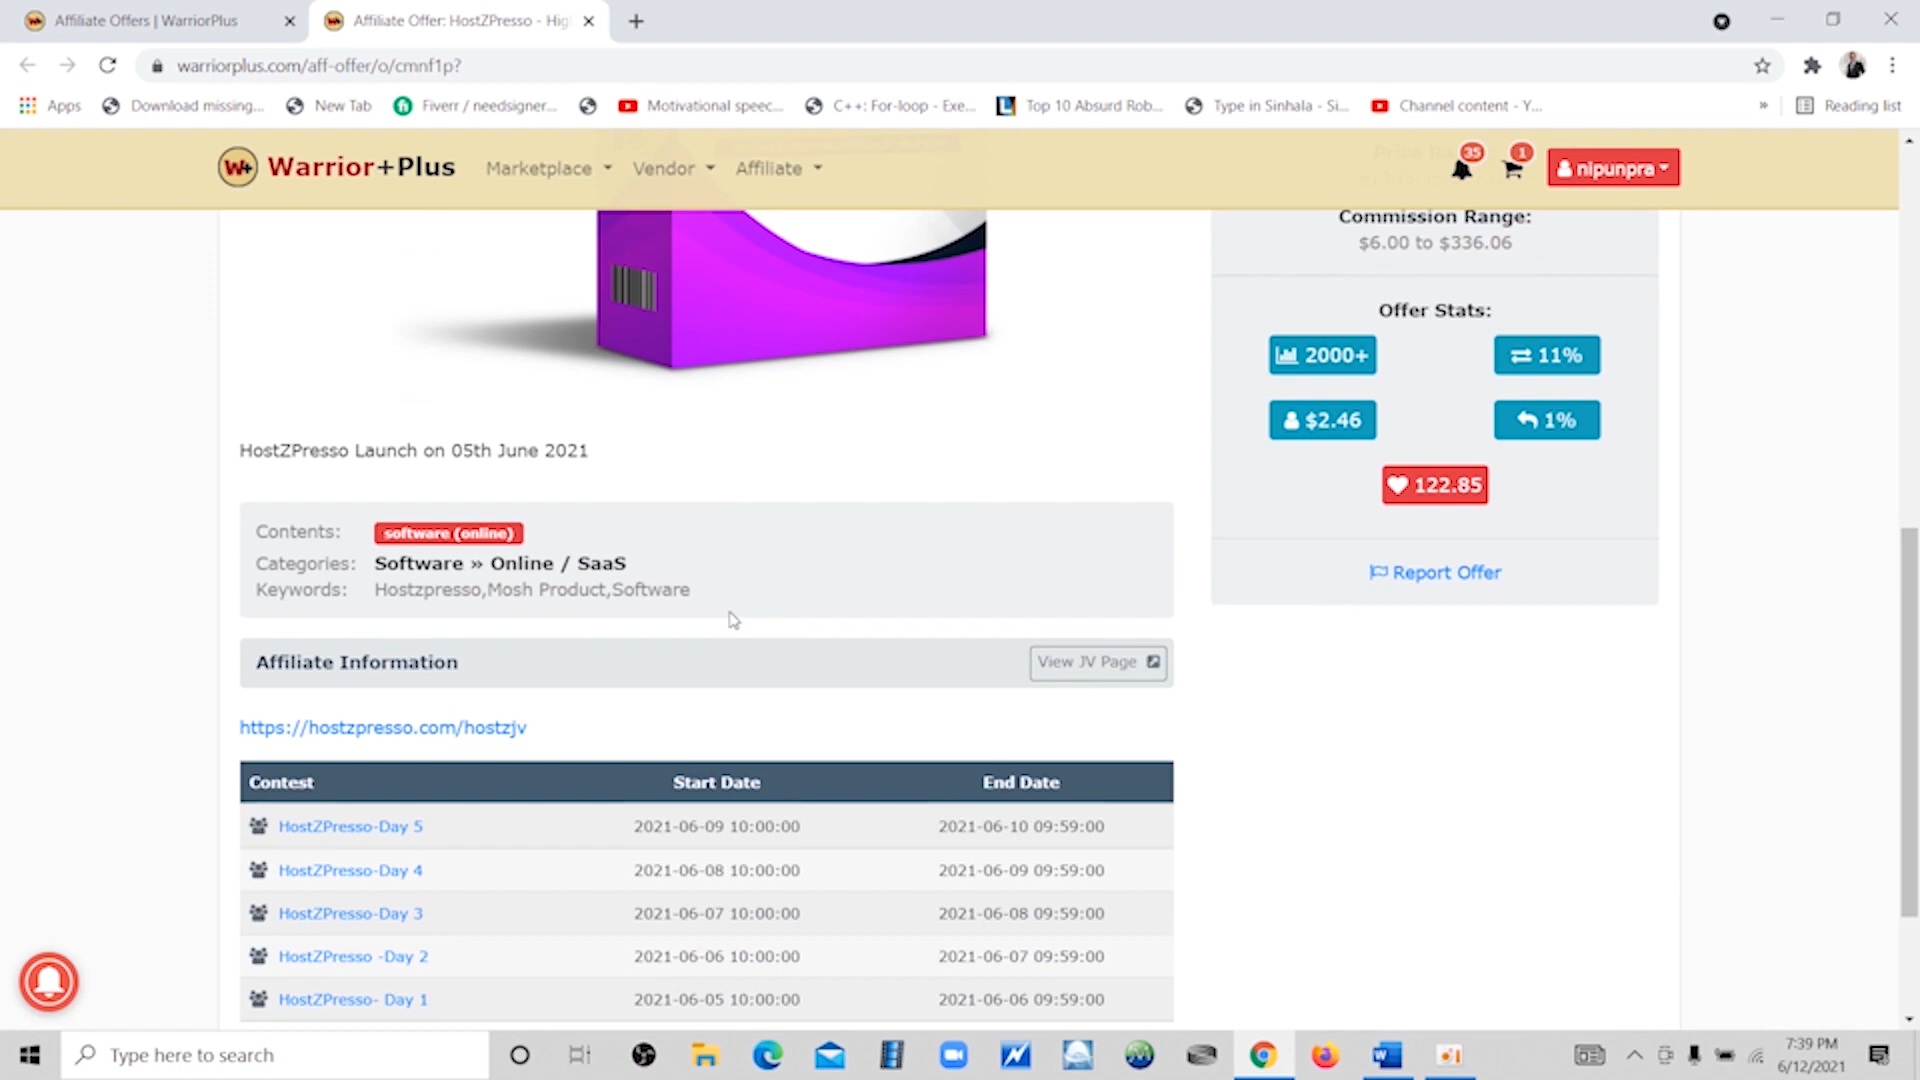 Affiliate Offers | WarriorPlus
Affiliate Offer: HostZPresso - Hig
warriorplus.com/aff-offer/o/cmnf1p?
Apps
Download missing...
New Tab
Fiverr / needsigner...
Motivational speec...
C++: For-loop - Exe...
Top 10 Absurd Rob...
Type in Sinhala - Si...
Channel content - Y...
»
Reading list
W+ Warrior+Plus
Marketplace
Vendor
Affiliate
35
1
nipunpra
Commission Range:
$6.00 to $336.06
Offer Stats:
2000+
11%
$2.46
1%
122.85
Report Offer
HostZPresso Launch on 05th June 2021
Contents: software (online)
Categories: Software » Online / SaaS
Keywords: Hostzpresso,Mosh Product,Software
Affiliate Information
View JV Page
https://hostzpresso.com/hostzjv
Contest Start Date End Date
HostZPresso-Day 5 2021-06-09 10:00:00 2021-06-10 09:59:00
HostZPresso-Day 4 2021-06-08 10:00:00 2021-06-09 09:59:00
HostZPresso-Day 3 2021-06-07 10:00:00 2021-06-08 09:59:00
HostZPresso -Day 2 2021-06-06 10:00:00 2021-06-07 09:59:00
HostZPresso- Day 1 2021-06-05 10:00:00 2021-06-06 09:59:00
Type here to search
7:39 PM
6/12/2021